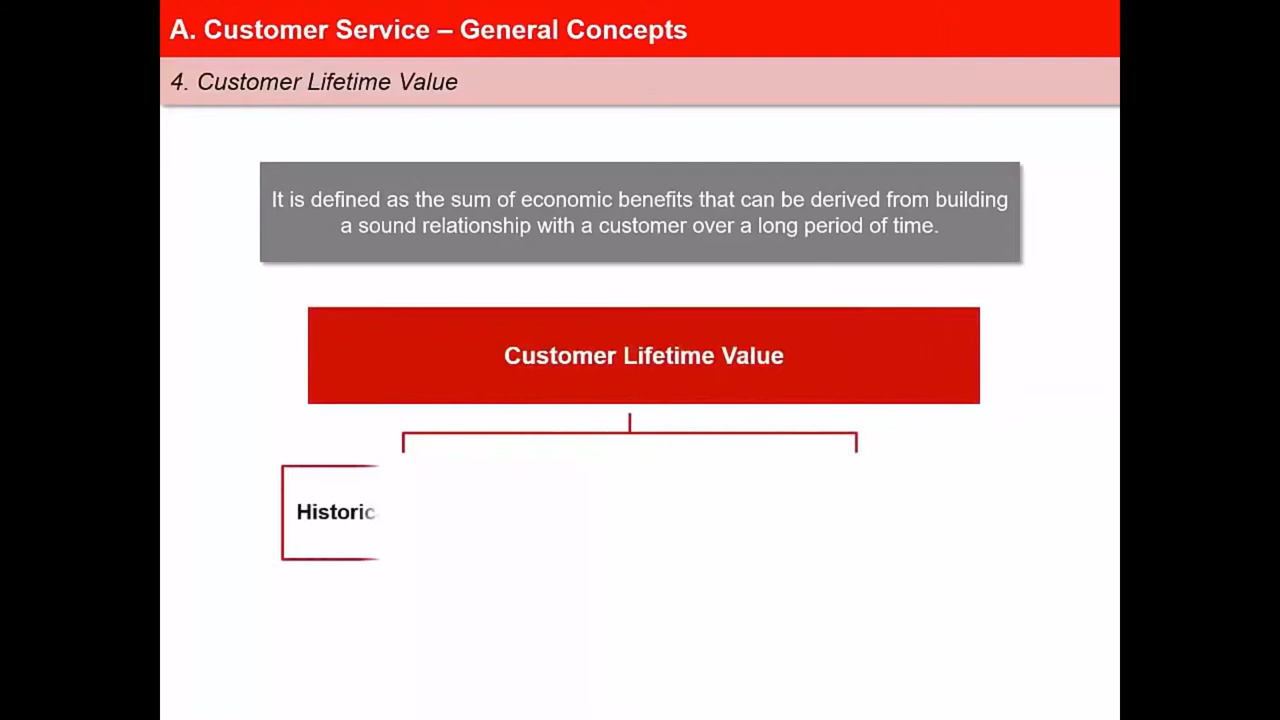 A. Customer Service – General Concepts
4. Customer Lifetime Value
It is defined as the sum of economic benefits that can be derived from building
a sound relationship with a customer over a long period of time.
Customer Lifetime Value
Historic